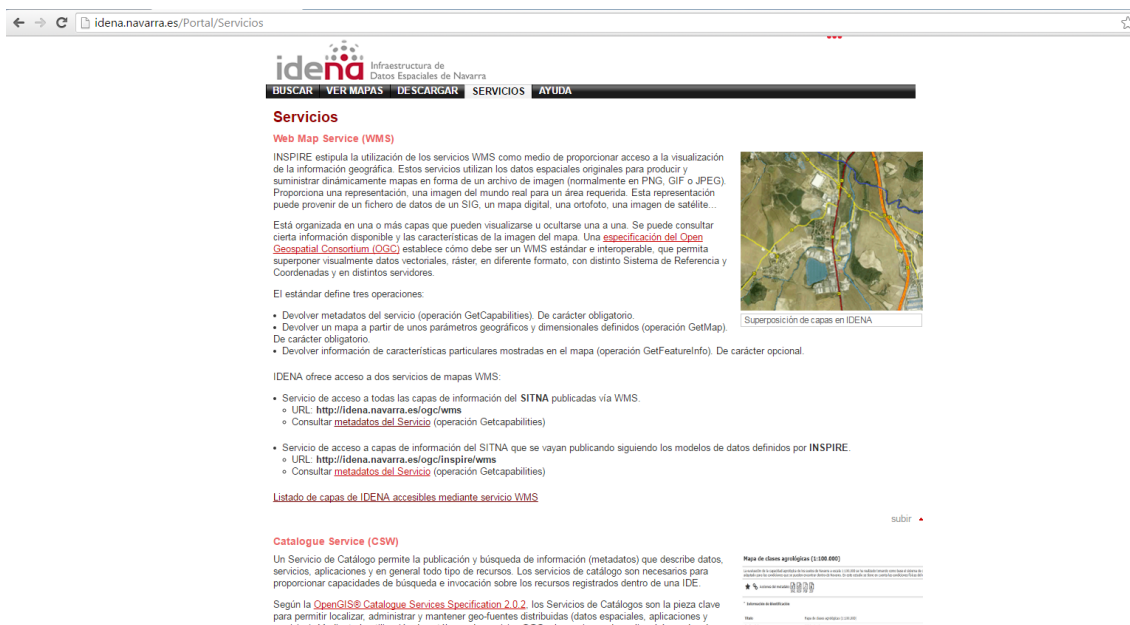 idena.navarra.es/Portal/Servicios
idena Infraestructura de
Datos Espaciales de Navarra
BUSCAR VER MAPAS DESCARGAR SERVICIOS AYUDA
Servicios
Web Map Service (WMS)
INSPIRE estipula la utilización de los servicios WMS como medio de proporcionar acceso a la visualización
de la información geográfica. Estos servicios utilizan los datos espaciales originales para producir y
suministrar dinámicamente mapas en forma de un archivo de imagen (normalmente en PNG, GIF o JPEG).
Proporciona una representación, una imagen del mundo real para un área requerida. Esta representación
puede provenir de un fichero de datos de un SIG, un mapa digital, una ortofoto, una imagen de satélite...
Está organizada en una o más capas que pueden visualizarse u ocultarse una a una. Se puede consultar
cierta información disponible y las características de la imagen del mapa. Una especificación del Open
Geospatial Consortium (OGC) establece cómo debe ser un WMS estándar e interoperable, que permita
superponer visualmente datos vectoriales, ráster, en diferente formato, con distinto Sistema de Referencia y
Coordenadas y en distintos servidores.
El estándar define tres operaciones:
• Devolver metadatos del servicio (operación GetCapabilities). De carácter obligatorio.
• Devolver un mapa a partir de unos parámetros geográficos y dimensionales definidos (operación GetMap).
De carácter obligatorio.
• Devolver información de características particulares mostradas en el mapa (operación GetFeatureInfo). De carácter opcional.
Superposición de capas en IDENA
IDENA ofrece acceso a dos servicios de mapas WMS:
• Servicio de acceso a todas las capas de información del SITNA publicadas vía WMS.
○ URL: http://idena.navarra.es/ogc/wms
○ Consultar metadatos del Servicio (operación Getcapabilities)
• Servicio de acceso a capas de información del SITNA que se vayan publicando siguiendo los modelos de datos definidos por INSPIRE.
○ URL: http://idena.navarra.es/ogc/inspire/wms
○ Consultar metadatos del Servicio (operación Getcapabilities)
Listado de capas de IDENA accesibles mediante servicio WMS
subir
Catalogue Service (CSW)
Un Servicio de Catálogo permite la publicación y búsqueda de información (metadatos) que describe datos,
servicios, aplicaciones y en general todo tipo de recursos. Los servicios de catálogo son necesarios para
proporcionar capacidades de búsqueda e invocación sobre los recursos registrados dentro de una IDE.
Según la OpenGIS® Catalogue Services Specification 2.0.2, los Servicios de Catálogos son la pieza clave
para permitir localizar, administrar y mantener geo-fuentes distribuidas (datos espaciales, aplicaciones y
Mapa de clases agrológicas [1:100.000]
Información de Identificación
Título Mapa de clases agrológicas [1:100.000]